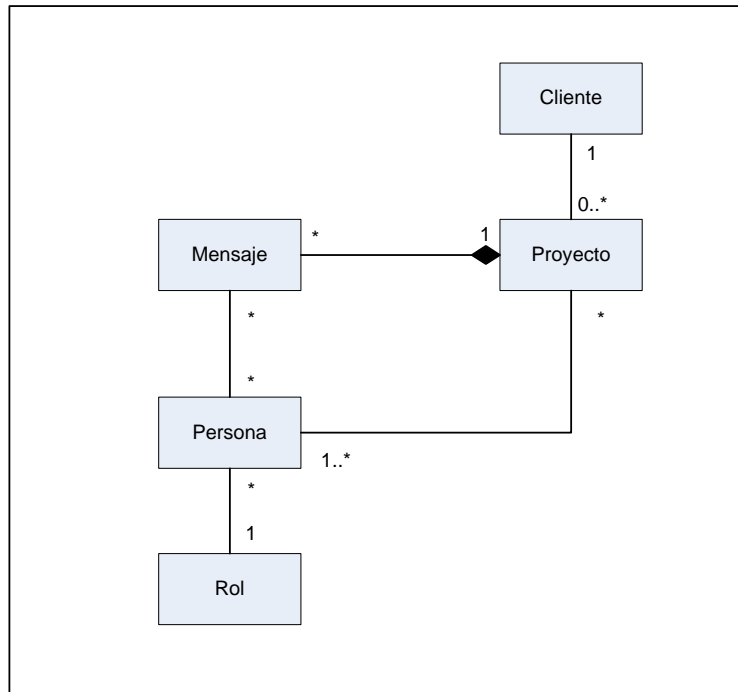 Cliente
1
0..*
Mensaje
*
1
Proyecto
*
*
*
Persona
1..*
*
1
Rol